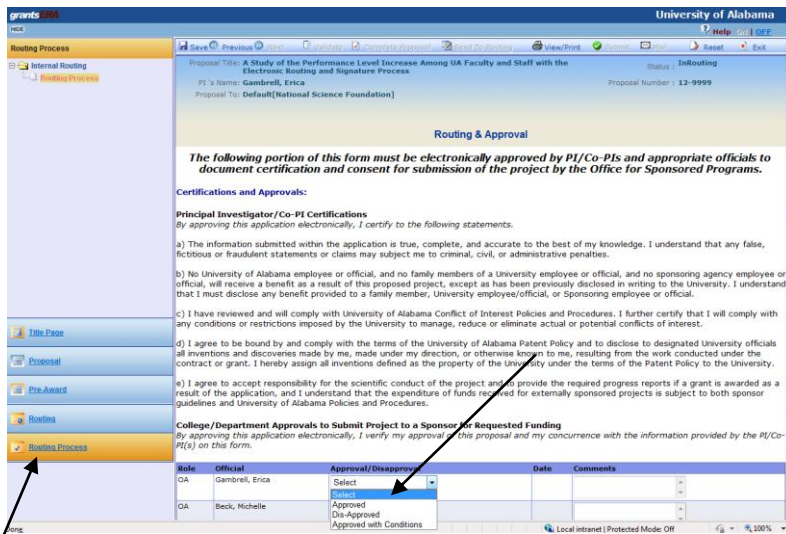 grantsERA
University of Alabama
HIDE
Help on | OFF
Routing Process
Save Previous Next Validate Complete Proposal Send To Routing View/Print Submit Mail Reset Exit
Internal Routing
Routing Process
Proposal Title: A Study of the Performance Level Increase Among UA Faculty and Staff with the
Electronic Routing and Signature Process
Status : InRouting
PI 's Name: Gambrell, Erica
Proposal Number : 12-9999
Proposal To: Default[National Science Foundation]
Routing & Approval
The following portion of this form must be electronically approved by PI/Co-PIs and appropriate officials to
document certification and consent for submission of the project by the Office for Sponsored Programs.
Certifications and Approvals:
Principal Investigator/Co-PI Certifications
By approving this application electronically, I certify to the following statements.
a) The information submitted within the application is true, complete, and accurate to the best of my knowledge. I understand that any false,
fictitious or fraudulent statements or claims may subject me to criminal, civil, or administrative penalties.
b) No University of Alabama employee or official, and no family members of a University employee or official, and no sponsoring agency employee or
official, will receive a benefit as a result of this proposed project, except as has been previously disclosed in writing to the University. I understand
that I must disclose any benefit provided to a family member, University employee/official, or Sponsoring employee or official.
c) I have reviewed and will comply with University of Alabama Conflict of Interest Policies and Procedures. I further certify that I will comply with
any conditions or restrictions imposed by the University to manage, reduce or eliminate actual or potential conflicts of interest.
d) I agree to be bound by and comply with the terms of the University of Alabama Patent Policy and to disclose to designated University officials
all inventions and discoveries made by me, made under my direction, or otherwise known to me, resulting from the work conducted under the
contract or grant. I hereby assign all inventions defined as the property of the University under the terms of the Patent Policy to the University.
e) I agree to accept responsibility for the scientific conduct of the project and to provide the required progress reports if a grant is awarded as a
result of the application, and I understand that the expenditure of funds received for externally sponsored projects is subject to both sponsor
guidelines and University of Alabama Policies and Procedures.
College/Department Approvals to Submit Project to a Sponsor for Requested Funding
By approving this application electronically, I verify my approval of this proposal and my concurrence with the information provided by the PI/Co-
PI(s) on this form.
Title Page
Proposal
Pre-Award
Routing
Routing Process
Role Official Approval/Disapproval Date Comments
OA Gambrell, Erica Select
Select
Approved
OA Beck, Michelle Dis-Approved
Approved with Conditions
Done
Local intranet | Protected Mode: Off
100%